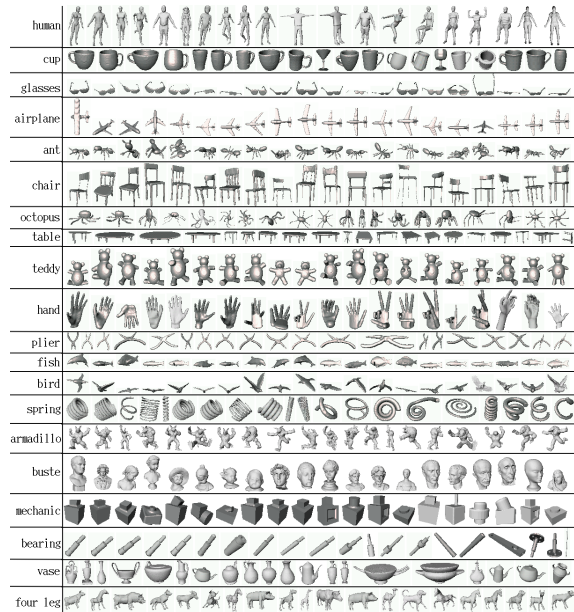 human
cup
glasses
airplane
ant
chair
octopus
table
teddy
hand
plier
fish
bird
spring
armadillo
buste
mechanic
bearing
vase
four leg